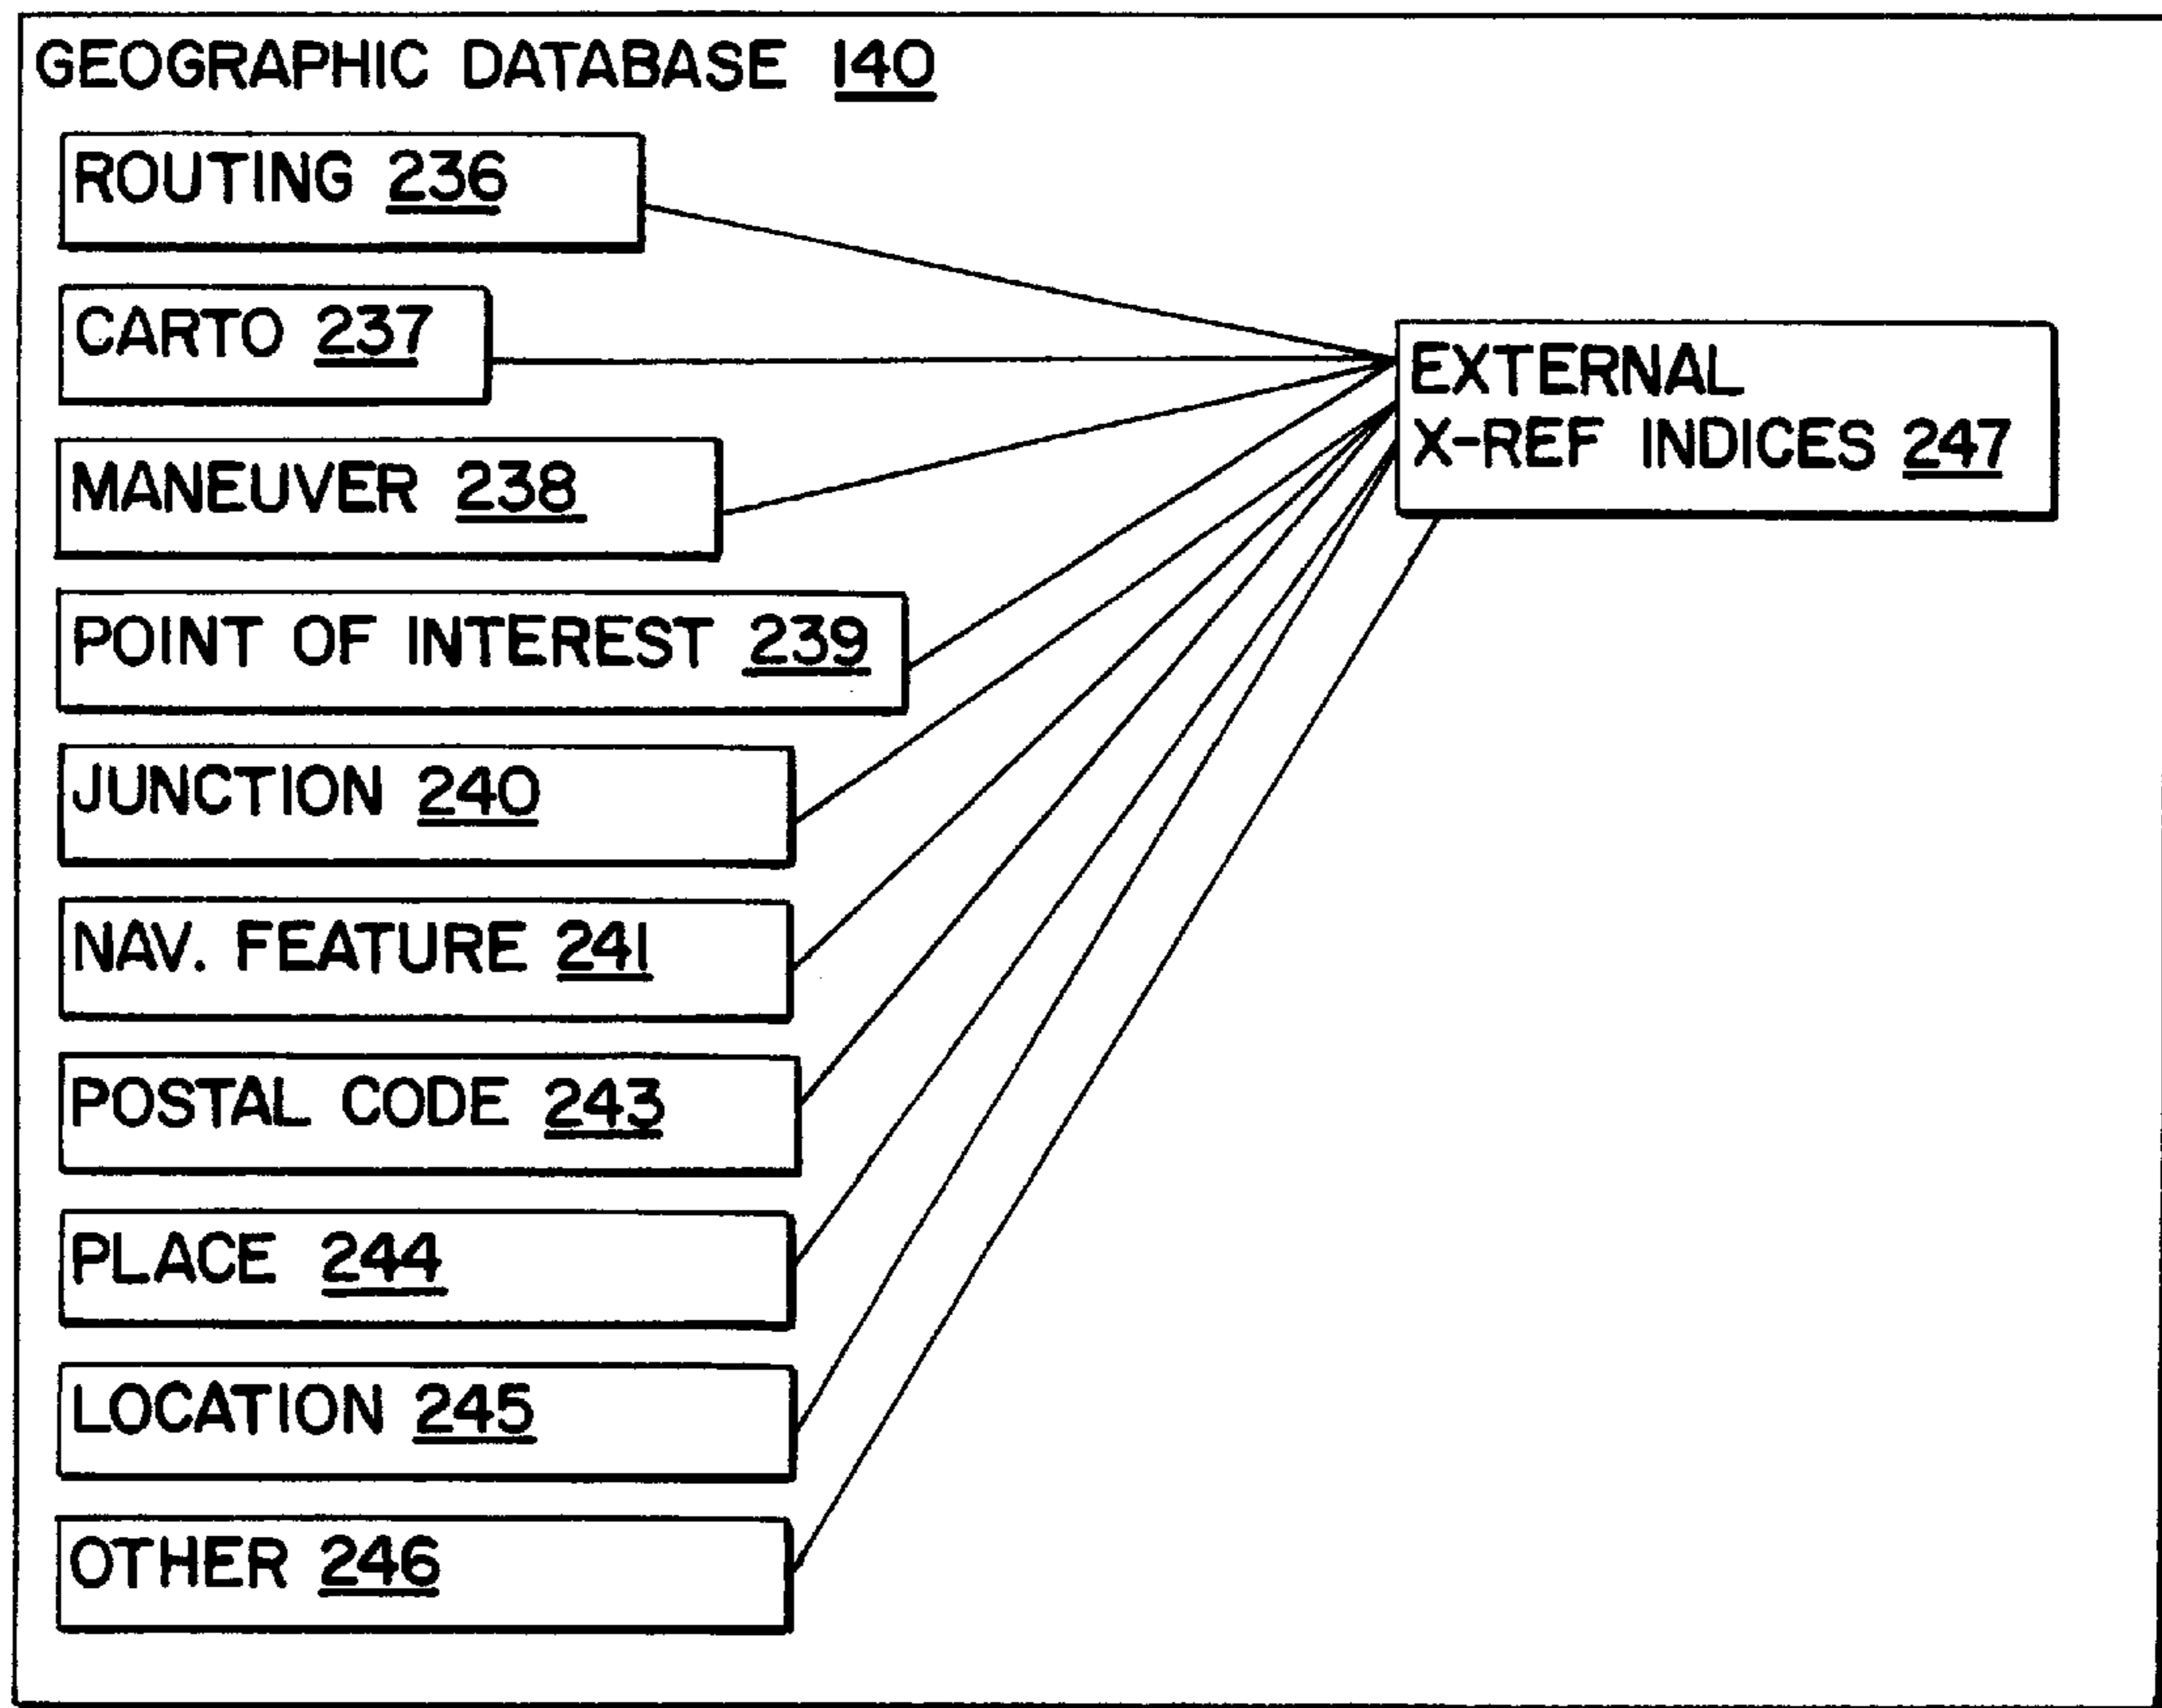 GEOGRAPHIC DATABASE 140
ROUTING 236
CARTO 237
MANEUVER 238
POINT OF INTEREST 239
JUNCTION 240
NAV. FEATURE 241
POSTAL CODE 243
PLACE 244
LOCATION 245
OTHER 246
EXTERNAL
X-REF INDICES 247